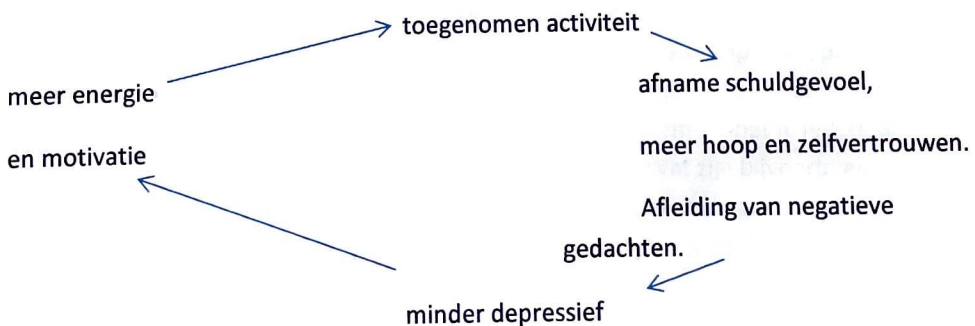 toegenomen activiteit
meer energie
en motivatie
afname schuldgevoel,
meer hoop en zelfvertrouwen.
Afleiding van negatieve
gedachten.
minder depressief